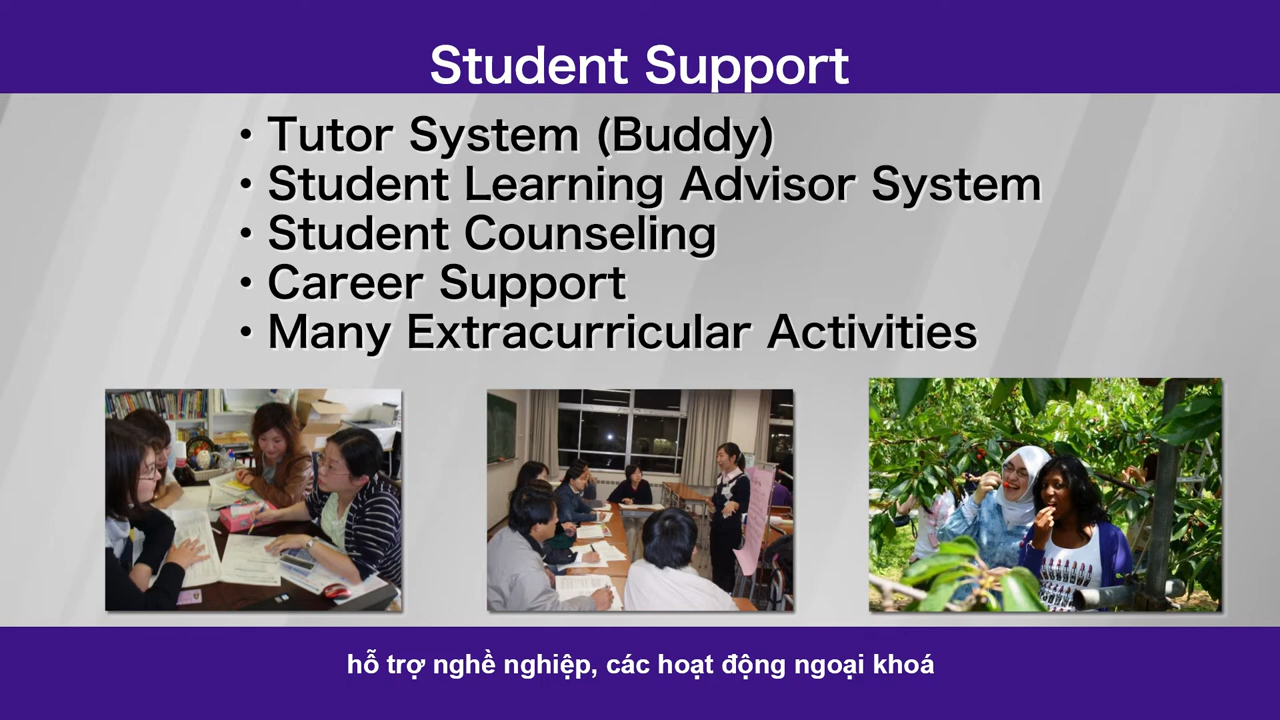 Student Support
・Tutor System (Buddy)
・Student Learning Advisor System
・Student Counseling
・Career Support
・Many Extracurricular Activities
hỗ trợ nghề nghiệp, các hoạt động ngoại khoá